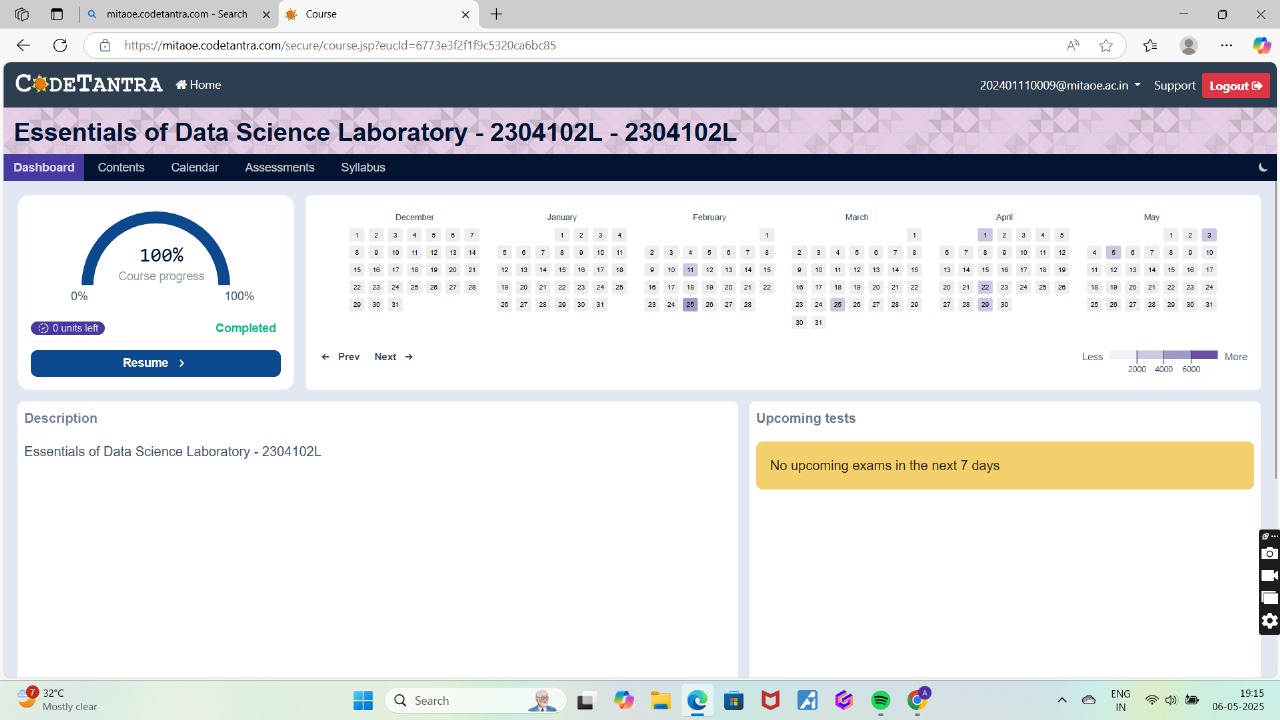 mitaoe.codetantra.com - Search
Course
https://mitaoe.codetantra.com/secure/course.jsp?eucId=6773e3f2f1f9c5320ca6bc85
CODETANTRA
Home
202401110009@mitaoe.ac.in
Support
Logout
Essentials of Data Science Laboratory - 2304102L - 2304102L
Dashboard Contents Calendar Assessments Syllabus
100%
Course progress
0% 100%
0 units left
Completed
Resume
December
1 2 3 4 5 6 7
8 9 10 11 12 13 14
15 16 17 18 19 20 21
22 23 24 25 26 27 28
29 30 31
January
1 2 3 4
5 6 7 8 9 10 11
12 13 14 15 16 17 18
19 20 21 22 23 24 25
26 27 28 29 30 31
February
1
2 3 4 5 6 7 8
9 10 11 12 13 14 15
16 17 18 19 20 21 22
23 24 25 26 27 28
March
1
2 3 4 5 6 7 8
9 10 11 12 13 14 15
16 17 18 19 20 21 22
23 24 25 26 27 28 29
30 31
April
1 2 3 4 5
6 7 8 9 10 11 12
13 14 15 16 17 18 19
20 21 22 23 24 25 26
27 28 29 30
May
1 2 3
4 5 6 7 8 9 10
11 12 13 14 15 16 17
18 19 20 21 22 23 24
25 26 27 28 29 30 31
← Prev Next →
Less More
2000 4000 6000
Description
Essentials of Data Science Laboratory - 2304102L
Upcoming tests
No upcoming exams in the next 7 days
7
32°C
Mostly clear
Search
A
ENG
IN
19:15
06-05-2025